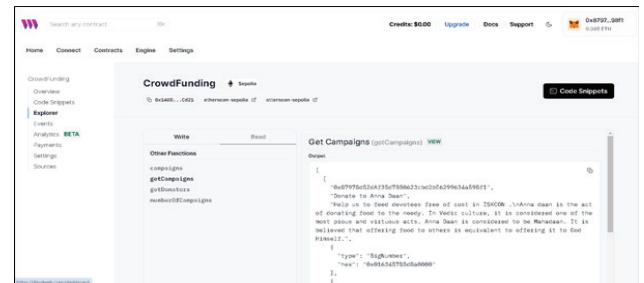 Search any contract
Credits: $0.00 Upgrade Docs Support
Home Connect Contracts Engine Settings
CrowdFunding
Overview
Code Snippets
Explorer
Events
Analytics BETA
Payments
Settings
Sources
CrowdFunding Sepolia
etherscan-sepolia etherscan-sepolia
Code Snippets
Write Read
Other Functions
campaigns
getCampaigns
getDonators
numberOfCampaigns
Get Campaigns (getCampaigns) VIEW
Output
[
[
"Donate to Anna Daan",
"Help us to feed devotees free of cost in ISKCON .\nAnna daan is the act
of donating food to the needy. In Vedic culture, it is considered one of the
most pious and virtuous acts. Anna Daan is considered to be Mahadaan. It is
believed that offering food to others is equivalent to offering it to God
Himself.",
{
"type": "BigNumber",
"hex": "0x016345785d8a0000"
},
{